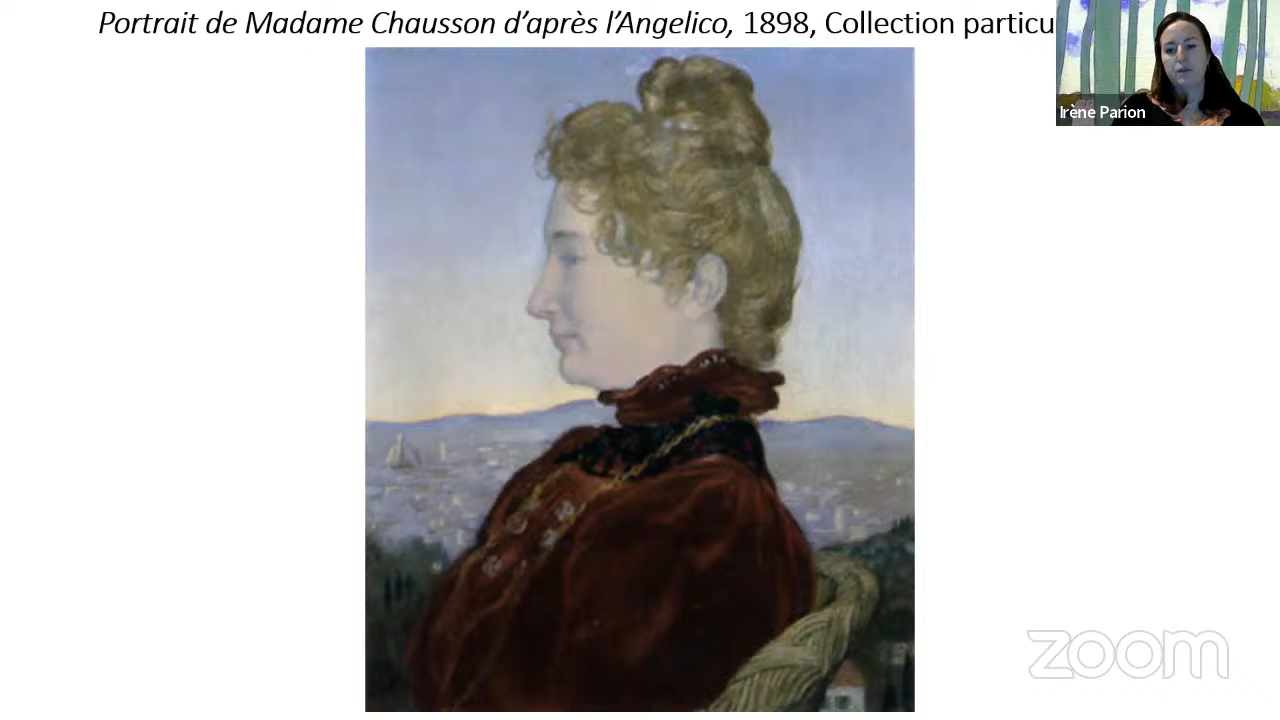 Portrait de Madame Chausson d'après l'Angelico, 1898, Collection particu
Irène Parion
zoom